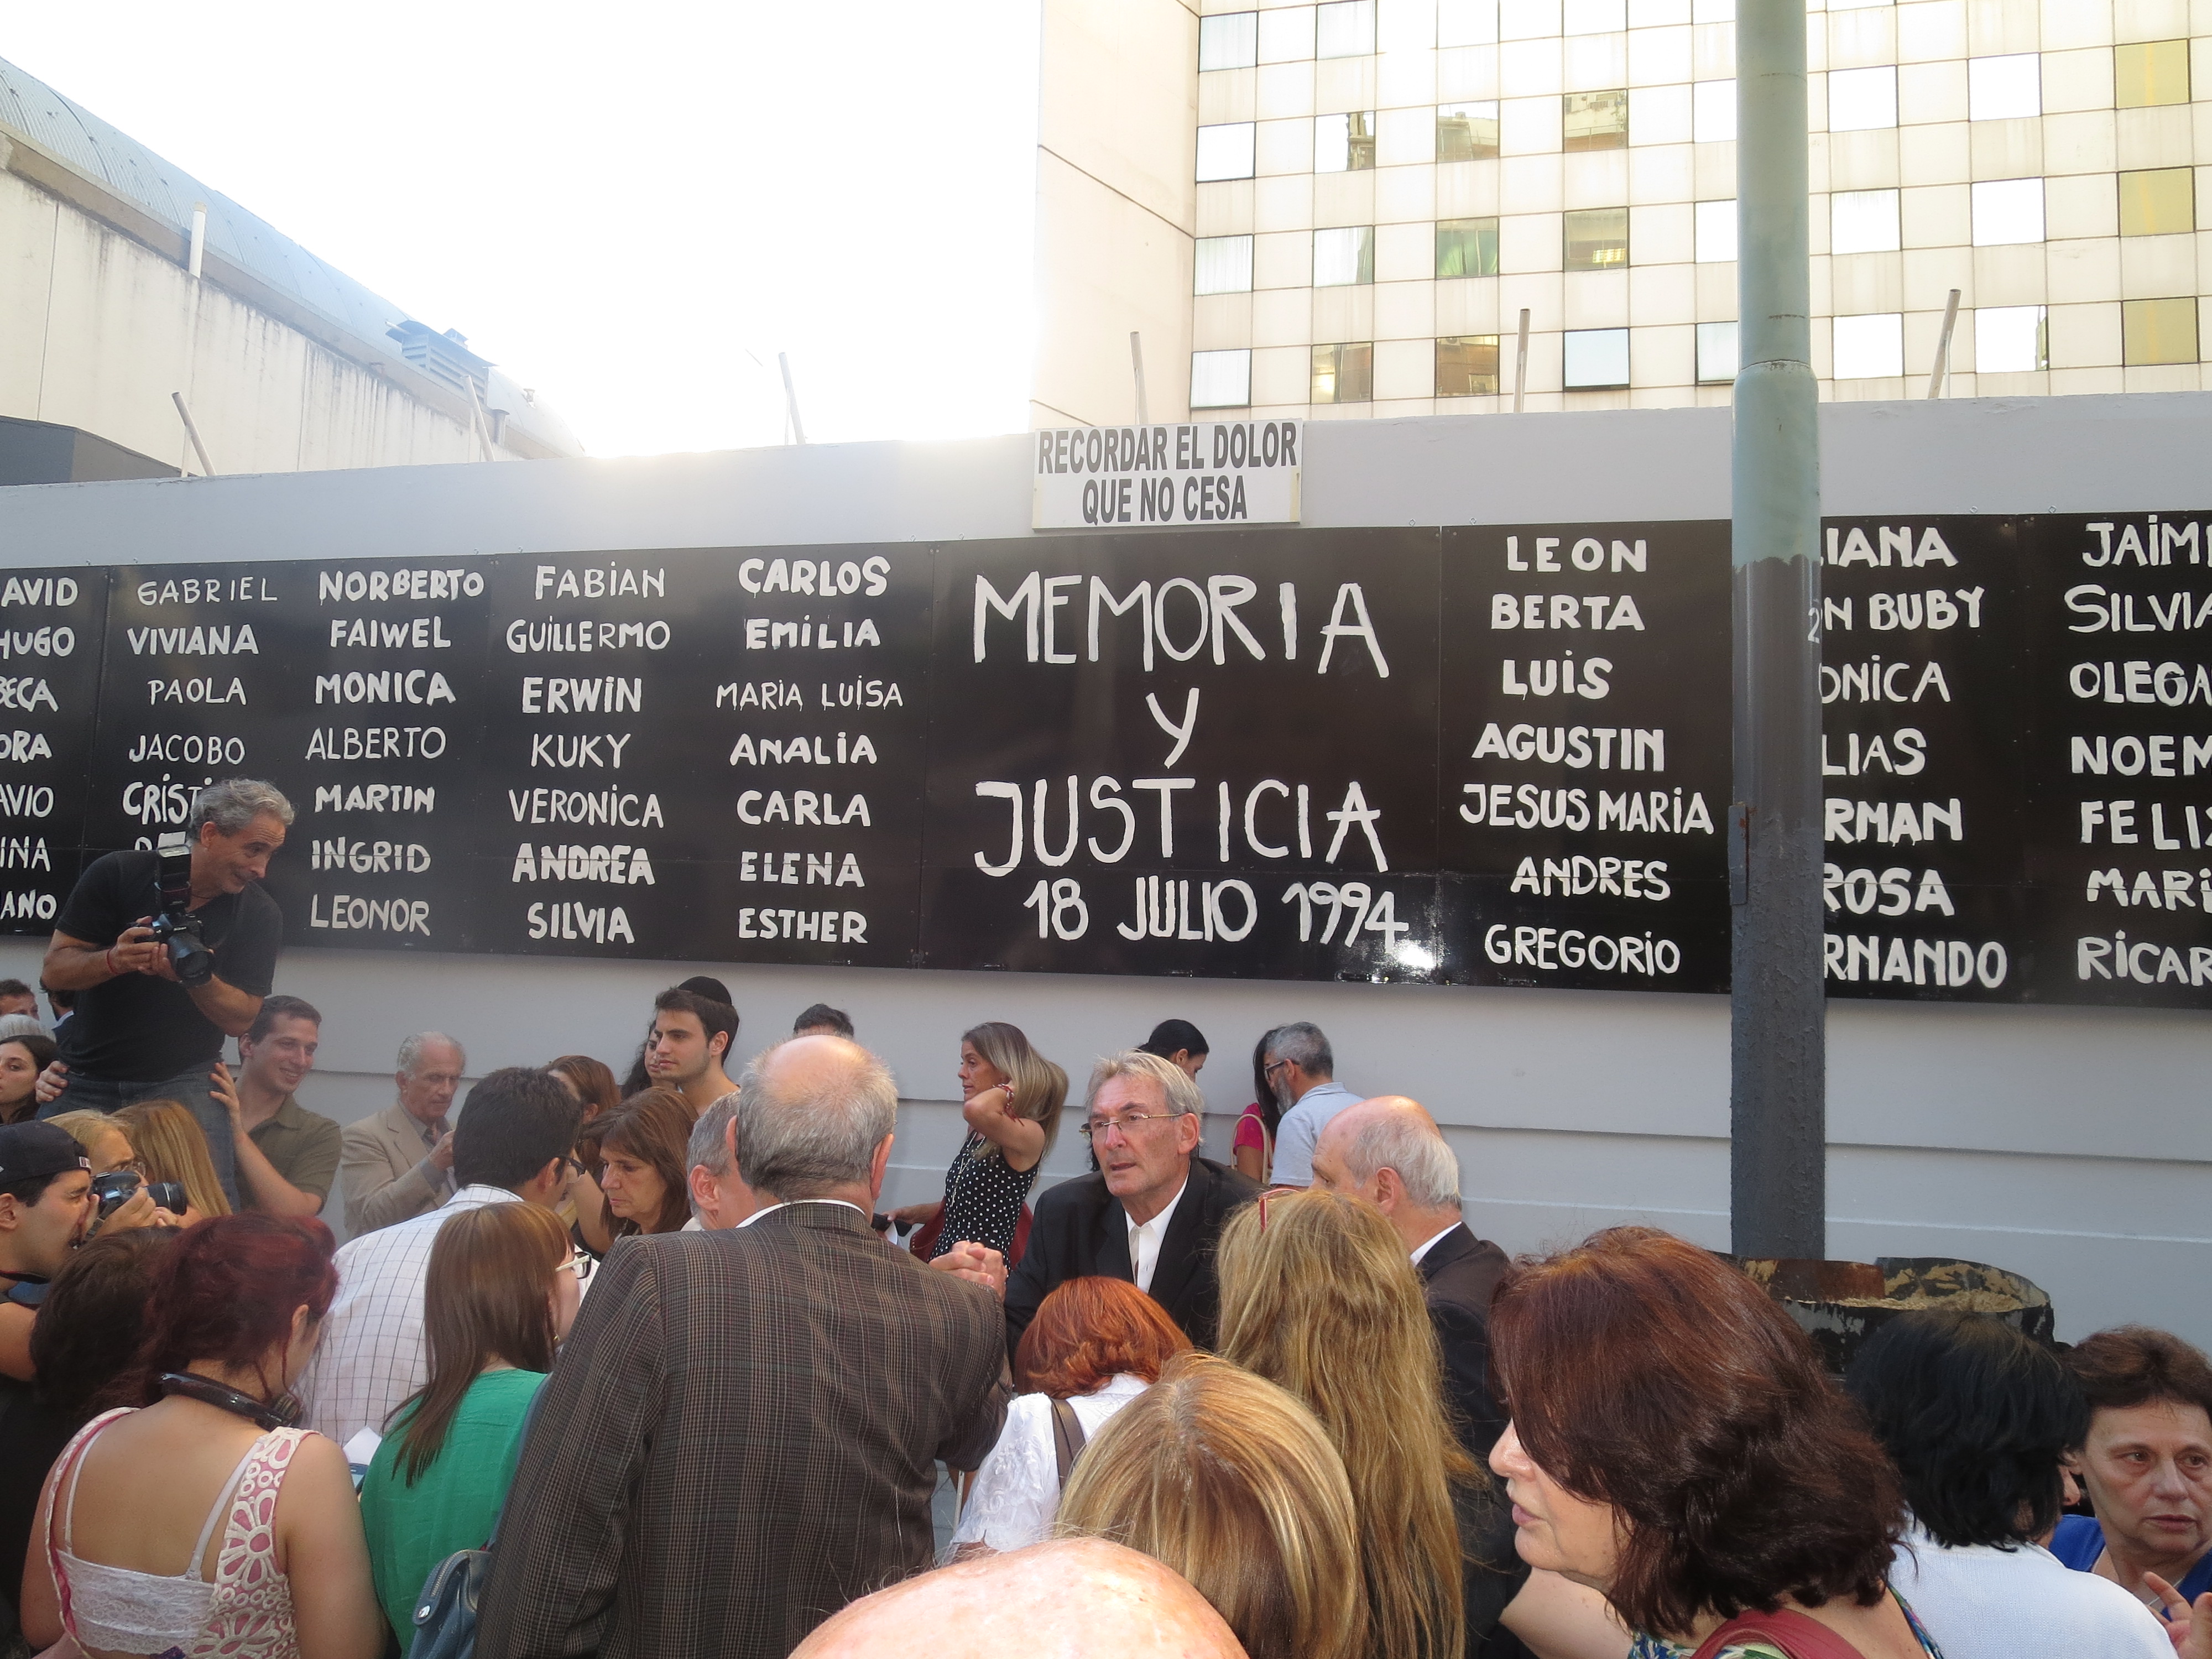 RECORDAR EL DOLOR
QUE NO CESA
GABRIEL
VIVIANA
PAOLA
JACOBO
NORBERTO
FAIWEL
MONICA
ALBERTO
MARTIN
INGRID
LEONOR
FABIAN
GUILLERMO
ERWIN
KUKY
VERONICA
ANDREA
SILVIA
CARLOS
EMILIA
MARIA LUISA
ANALIA
CARLA
ELENA
ESTHER
MEMORIA
Y
JUSTICIA
18 JULIO 1994
LEON
BERTA
LUIS
AGUSTIN
JESUS MARIA
ANDRES
GREGORIO
BUBY
ROSA